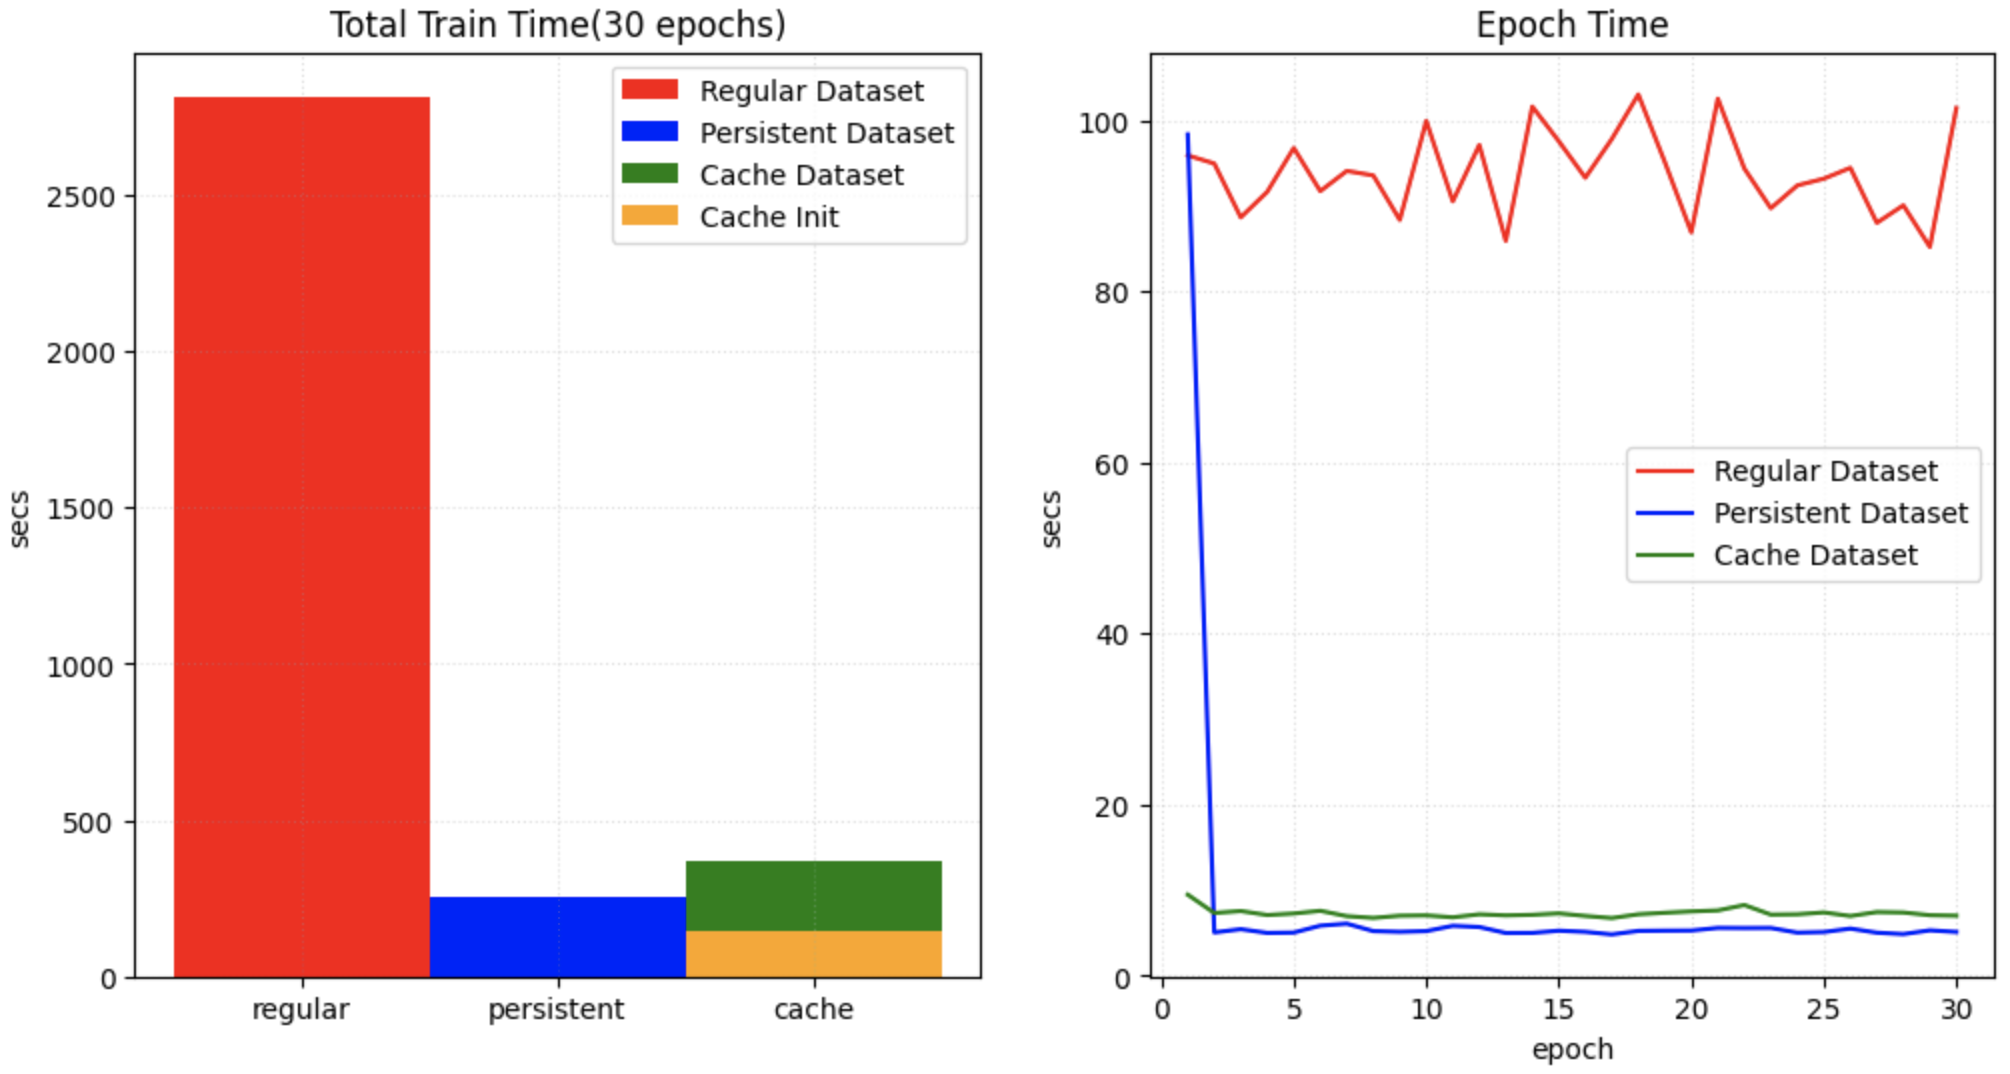 Total Train Time(30 epochs)
Regular Dataset
Persistent Dataset
Cache Dataset
Cache Init
2500
2000
1500
1000
500
0
secs
regular
persistent
cache
Epoch Time
100
80
60
40
20
0
secs
Regular Dataset
Persistent Dataset
Cache Dataset
0 5 10 15 20 25 30
epoch